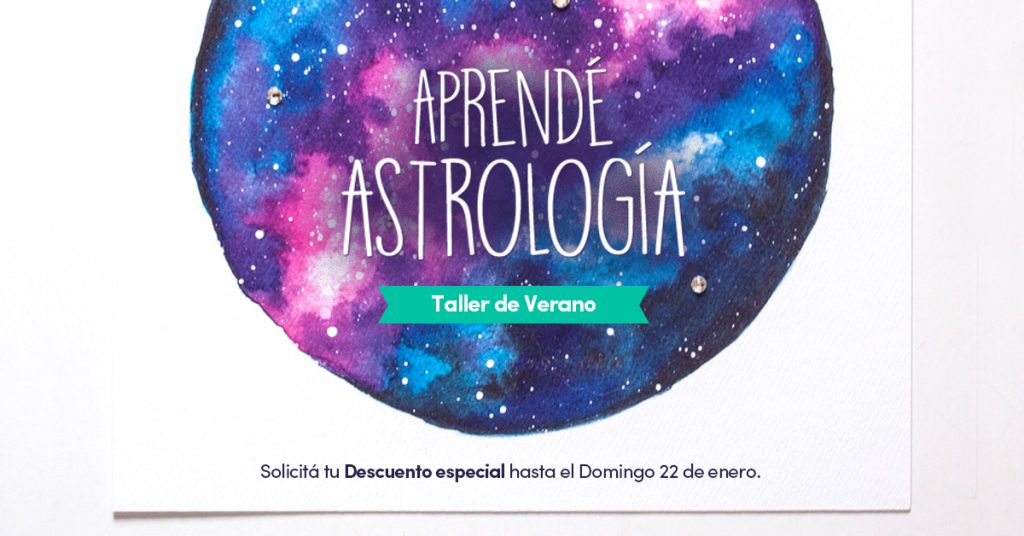 APRENDÉ
ASTROLOGÍA
Taller de Verano
Solicitá tu Descuento especial hasta el Domingo 22 de enero.